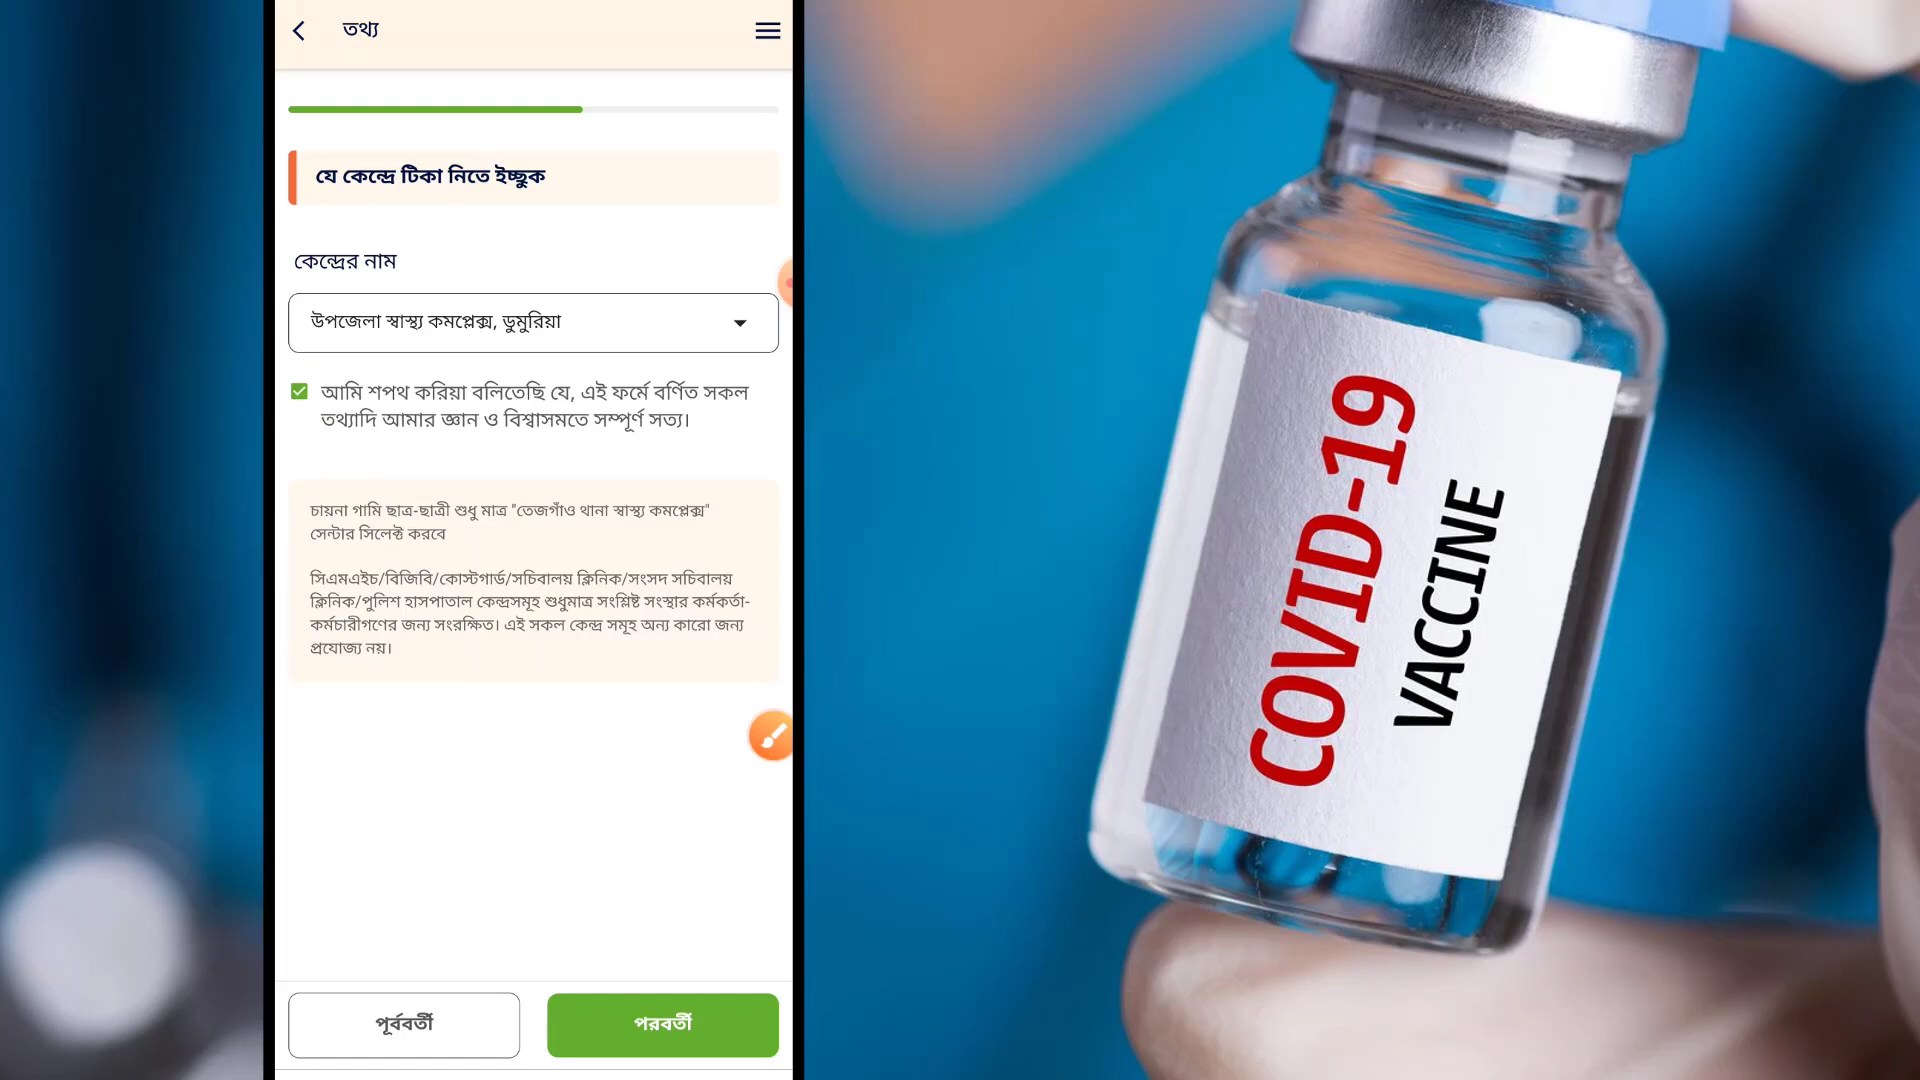 তথ্য
যে কেন্দ্রে টিকা নিতে ইচ্ছুক
কেন্দ্রের নাম
উপজেলা স্বাস্থ্য কমপ্লেক্স, ডুমুরিয়া
আমি শপথ করিয়া বলিতেছি যে, এই ফর্মে বর্ণিত সকল
তথ্যাদি আমার জ্ঞান ও বিশ্বাসমতে সম্পূর্ণ সত্য।
চায়না গামি ছাত্র-ছাত্রী শুধু মাত্র "তেজগাঁও থানা স্বাস্থ্য কমপ্লেক্স"
সেন্টার সিলেক্ট করবে
সিএমএইচ/বিজিবি/কোস্টগার্ড/সচিবালয় ক্লিনিক/সংসদ সচিবালয়
ক্লিনিক/পুলিশ হাসপাতাল কেন্দ্রসমূহ শুধুমাত্র সংশ্লিষ্ট সংস্থার কর্মকর্তা-
কর্মচারীগণের জন্য সংরক্ষিত। এই সকল কেন্দ্র সমূহ অন্য কারো জন্য
প্রযোজ্য নয়।
পূর্ববর্তী
পরবর্তী
COVID-19
VACCINE